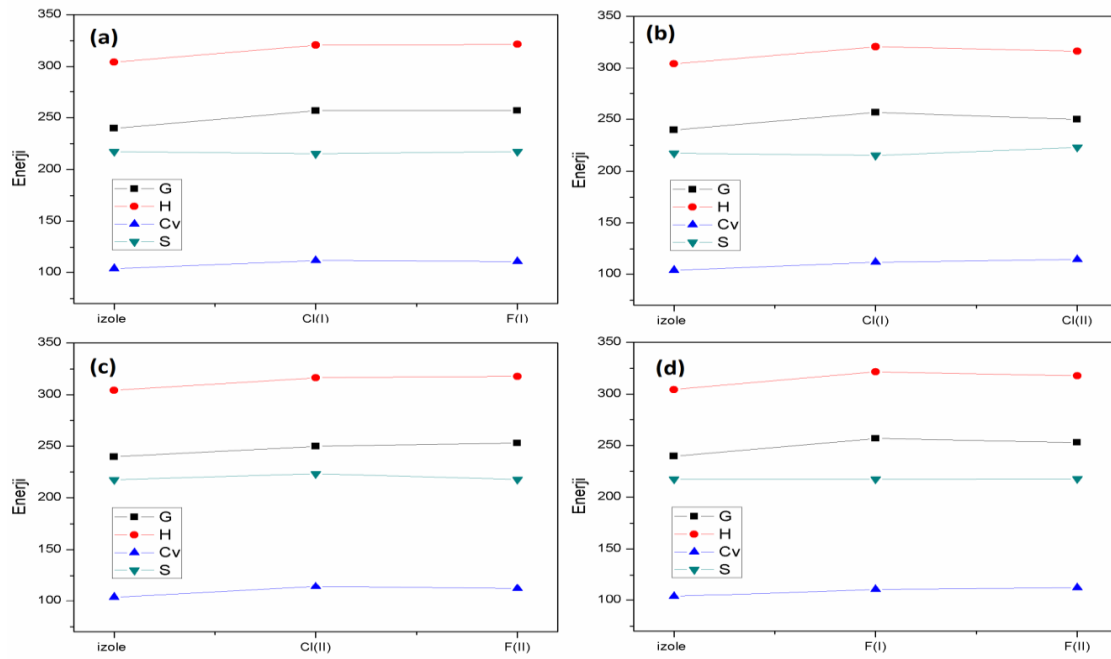 (a)
350
300
250
200
150
100
Enerji
G
H
Cv
S
izole
Cl(I)
F(I)
(b)
350
300
250
200
150
100
Enerji
G
H
Cv
S
izole
Cl(I)
Cl(II)
(c)
350
300
250
200
150
100
Enerji
G
H
Cv
S
izole
Cl(II)
F(II)
(d)
350
300
250
200
150
100
Enerji
G
H
Cv
S
izole
F(I)
F(II)